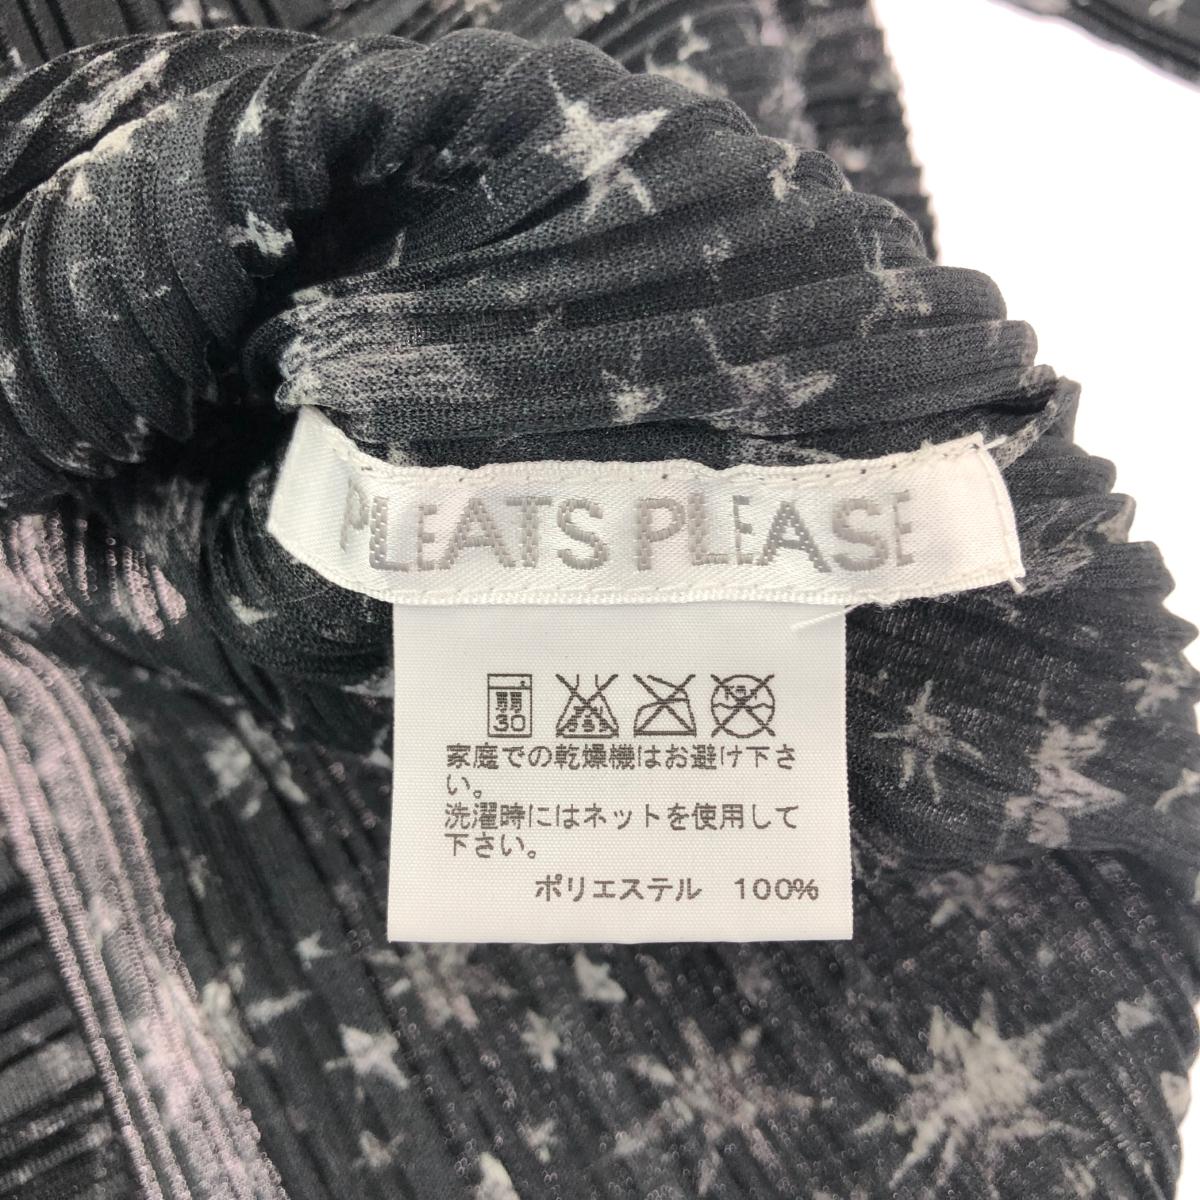 PLEATS PLEASE
弱
30
家庭での乾燥機はお避け下さ
い。
洗濯時にはネットを使用して
下さい。
ポリエステル 100%